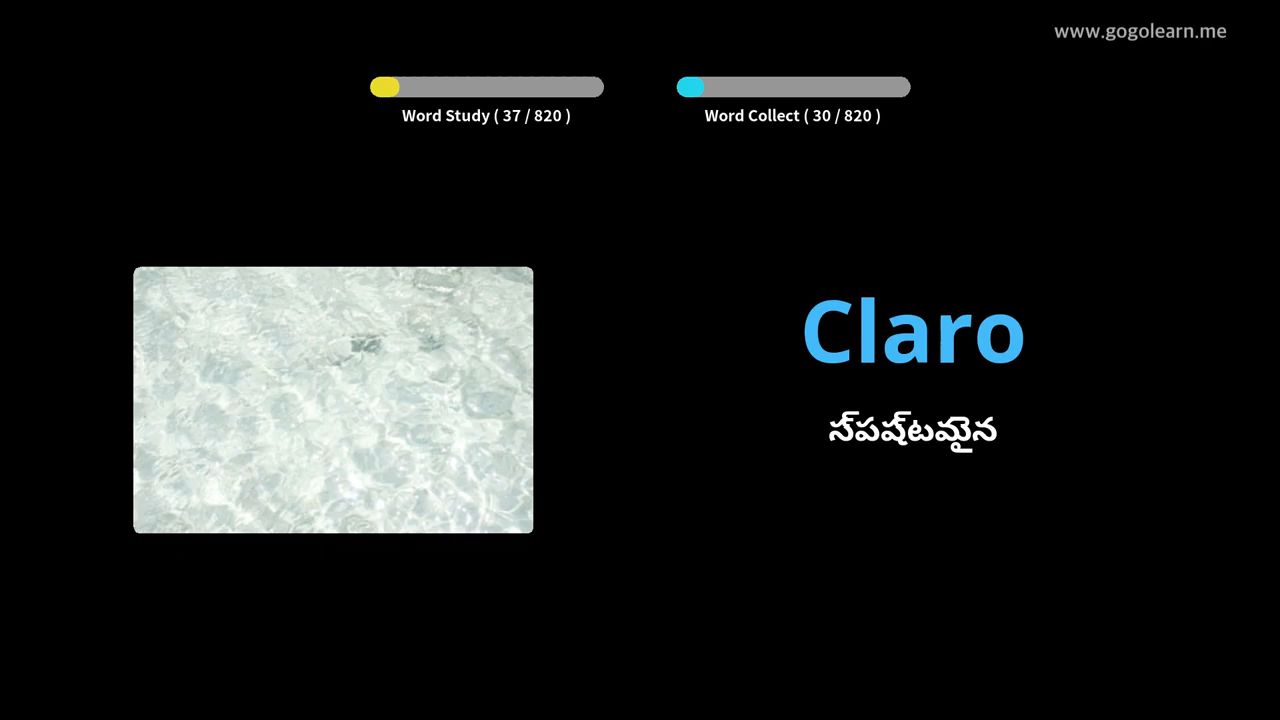 www.gogolearn.me
Word Study ( 37 / 820 )
Word Collect ( 30 / 820 )
Claro
స్పష్టమైన